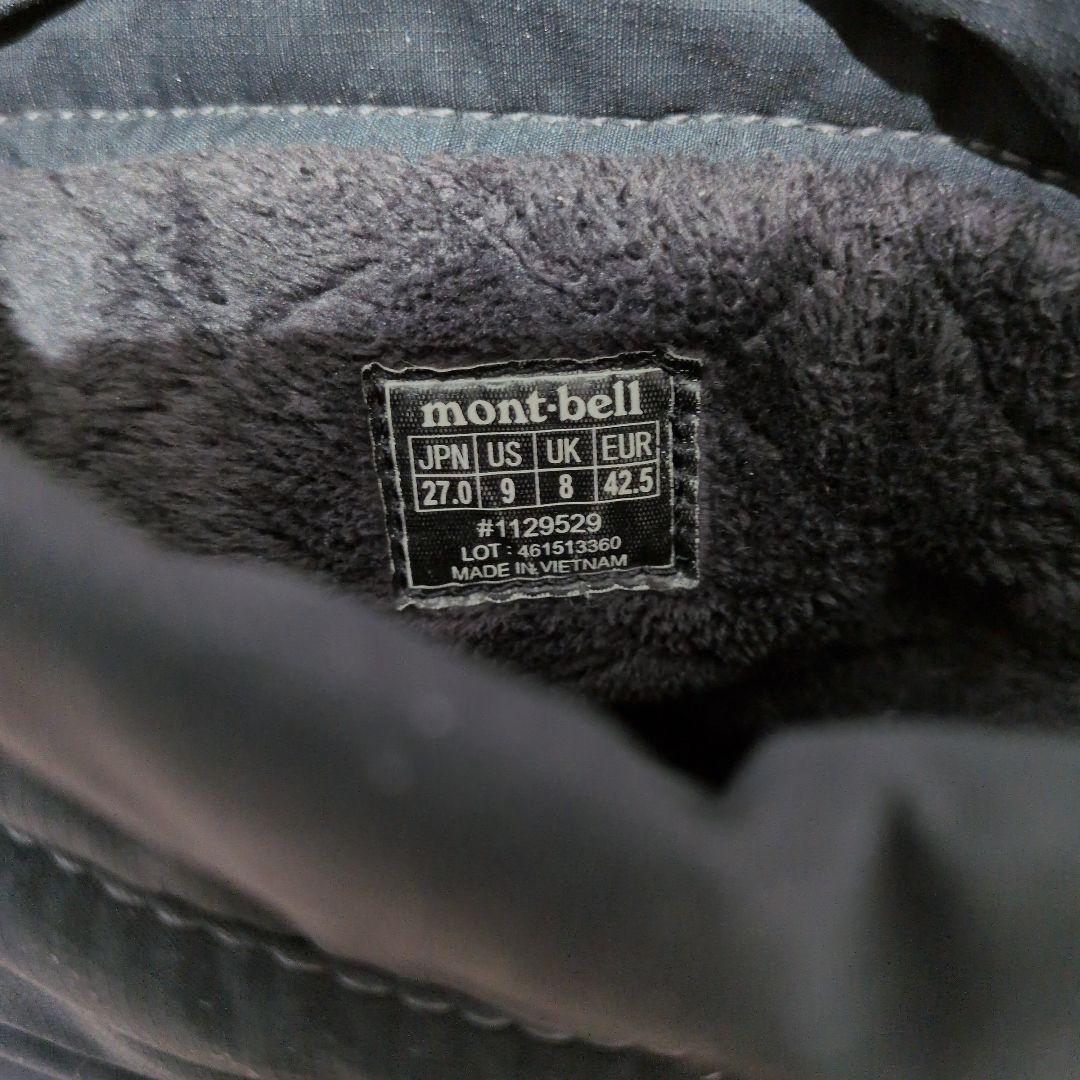 mont-bell
JPN US UK EUR
27.0 9 8 42.5
#1129529
LOT : 461513360
MADE IN VIETNAM